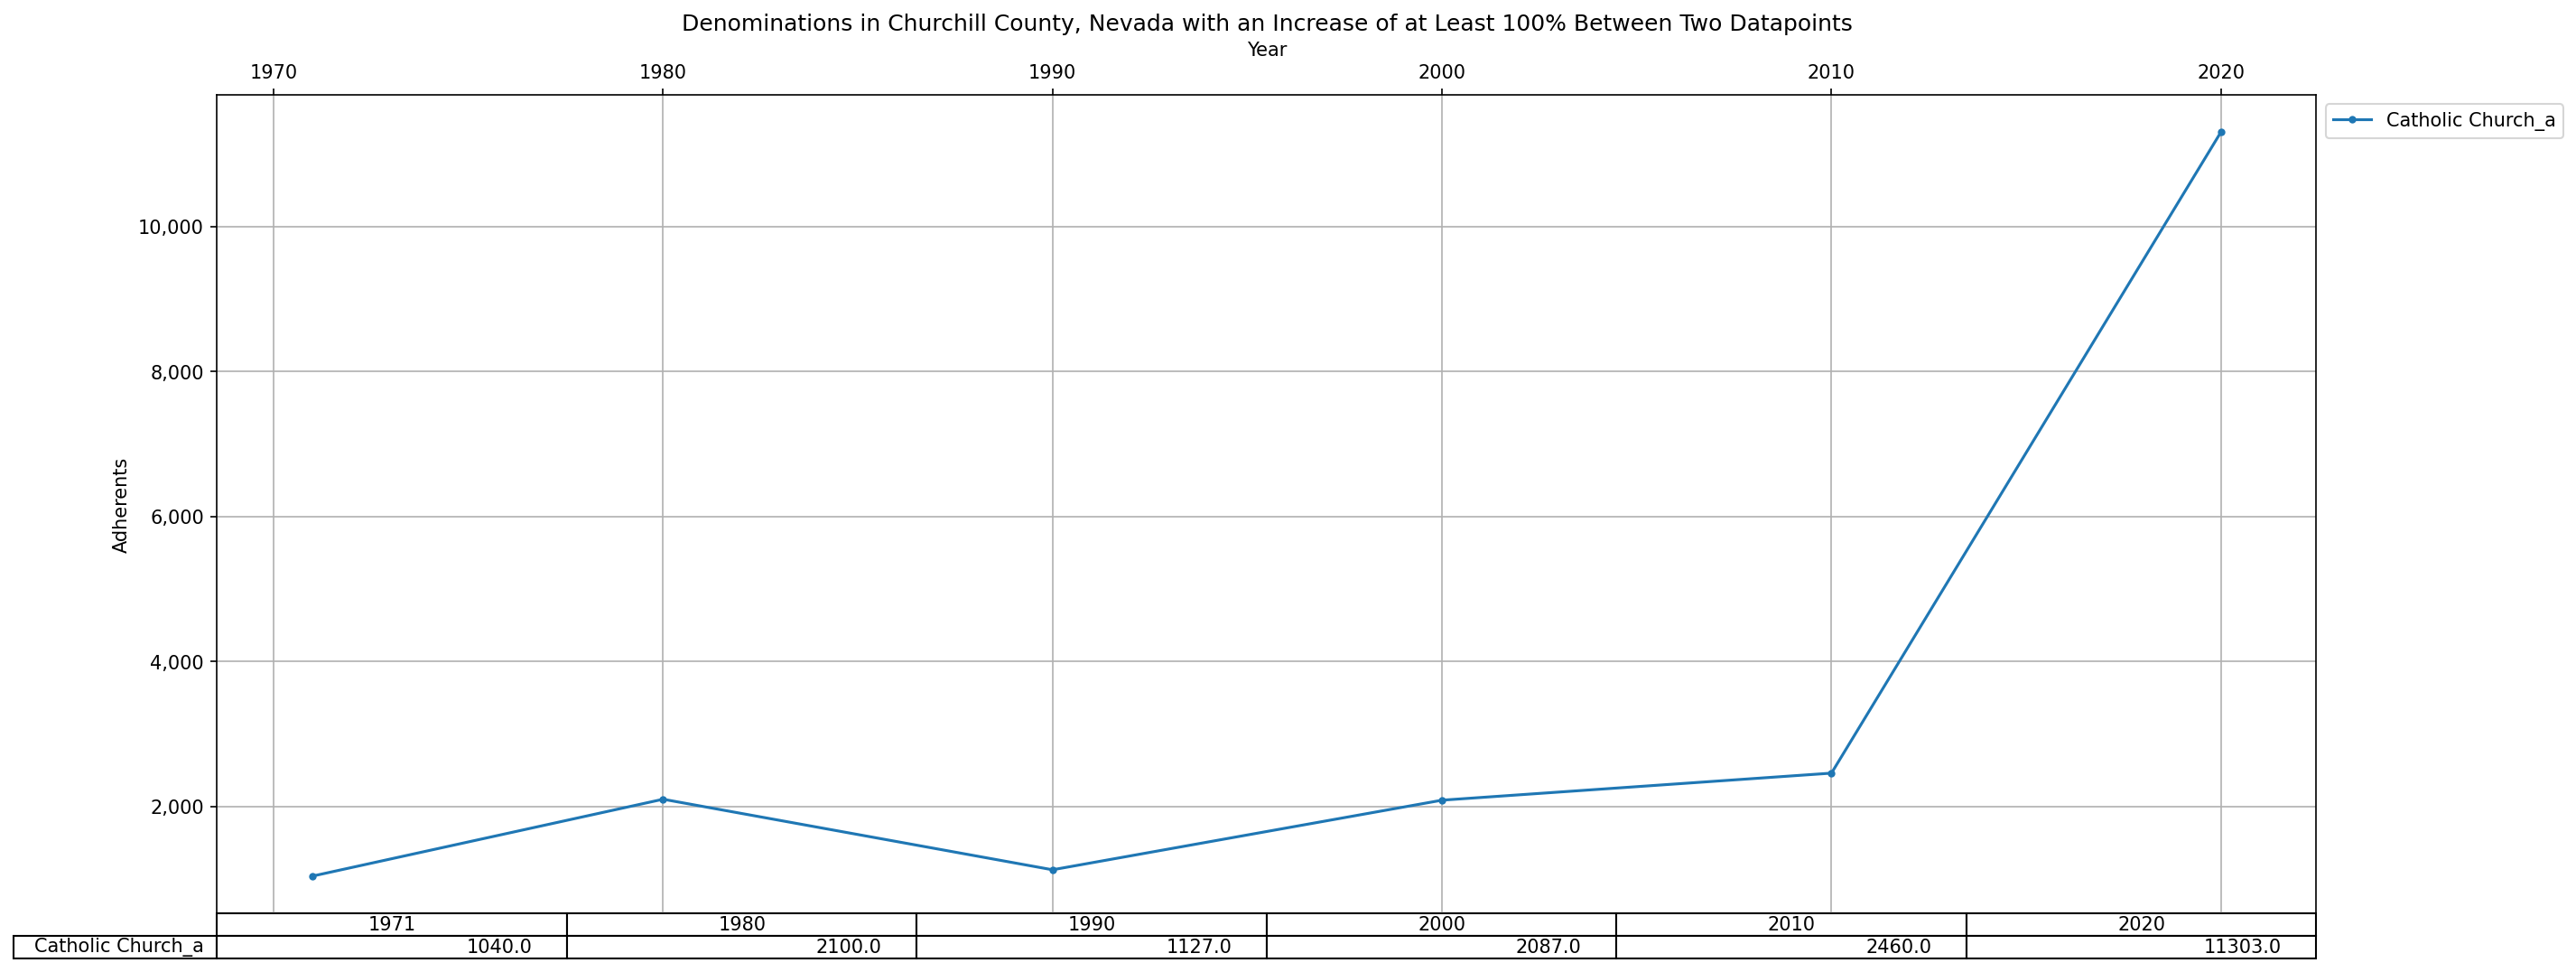 Denominations in Churchill County, Nevada with an Increase of at Least 100% Between Two Datapoints
Year
1970 1980 1990 2000 2010 2020
Catholic Church_a
10,000
8,000
6,000
4,000
2,000
Adherents
1971 1980 1990 2000 2010 2020
Catholic Church_a 1040.0 2100.0 1127.0 2087.0 2460.0 11303.0